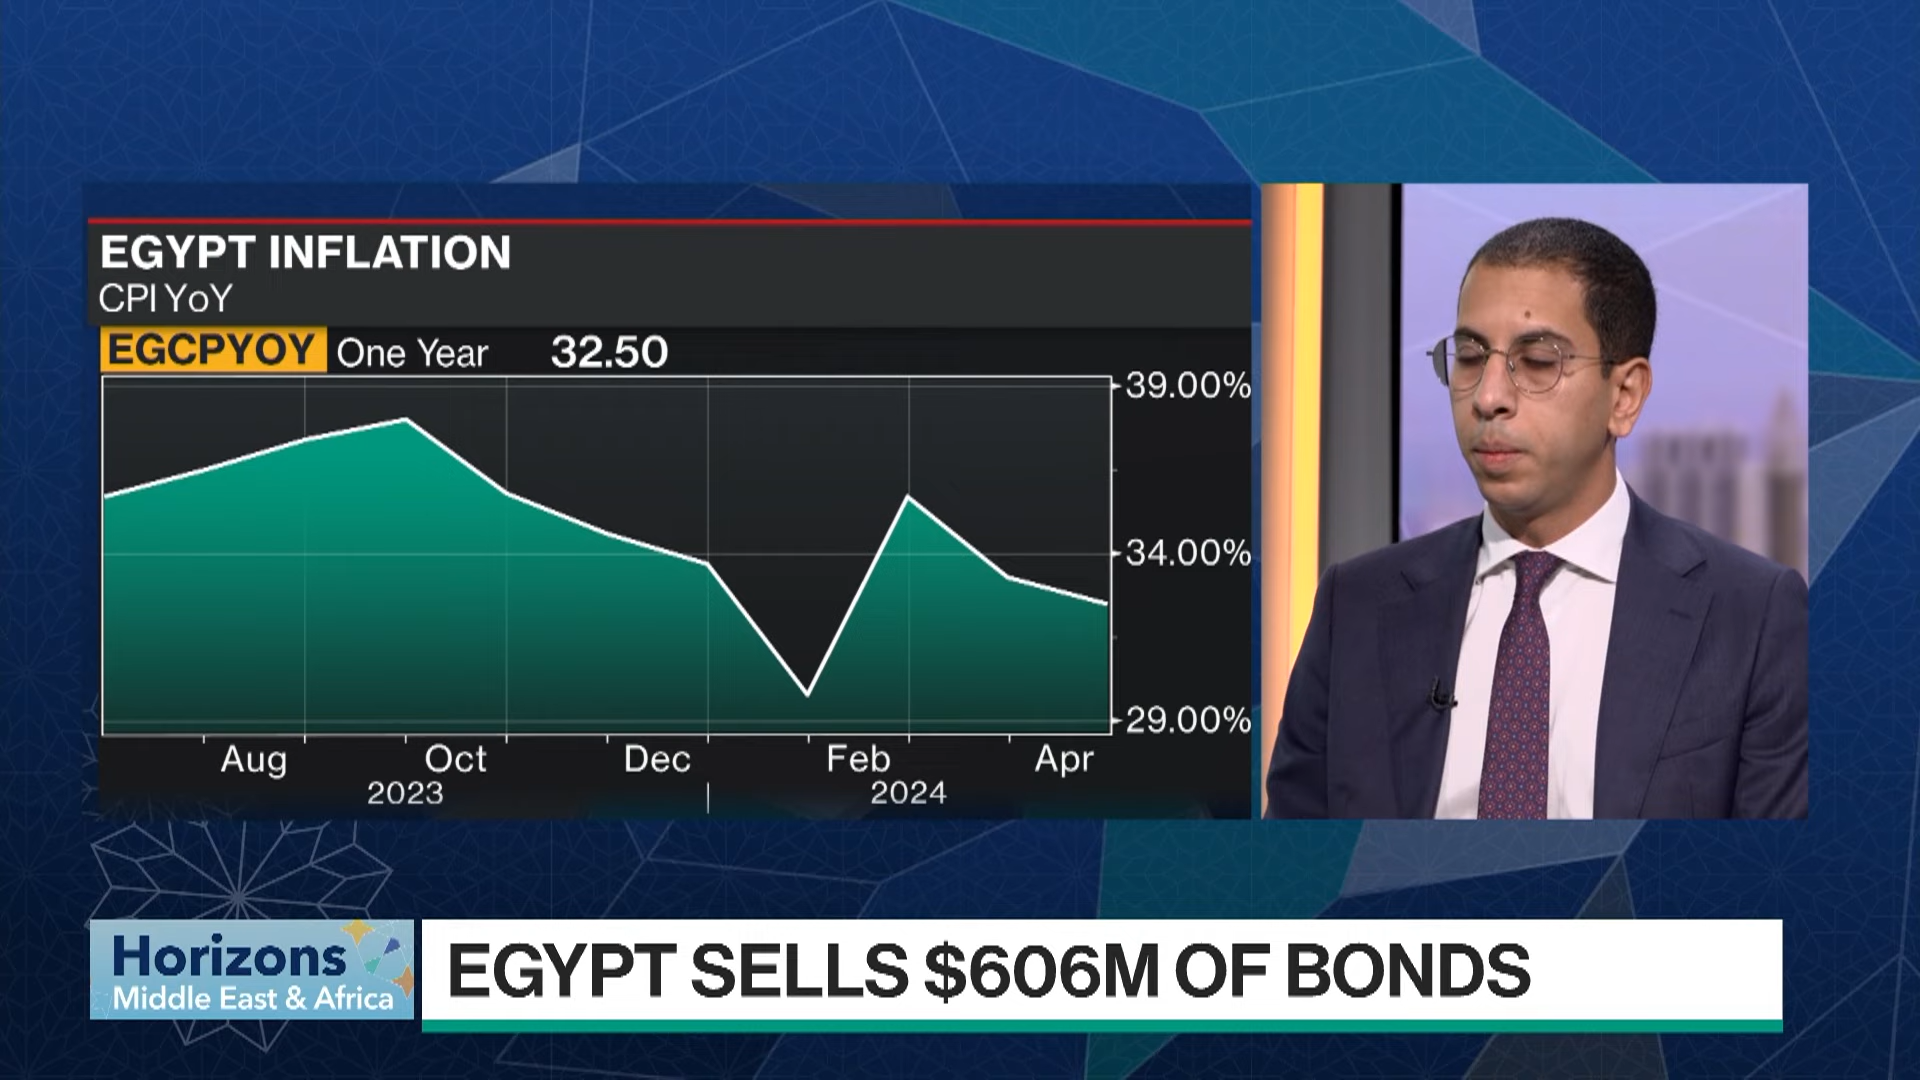 EGYPT INFLATION
CPI YoY
EGCPYOY One Year 32.50
39.00%
34.00%
29.00%
Aug Oct Dec Feb Apr
2023 2024
Horizons
Middle East & Africa
EGYPT SELLS $606M OF BONDS